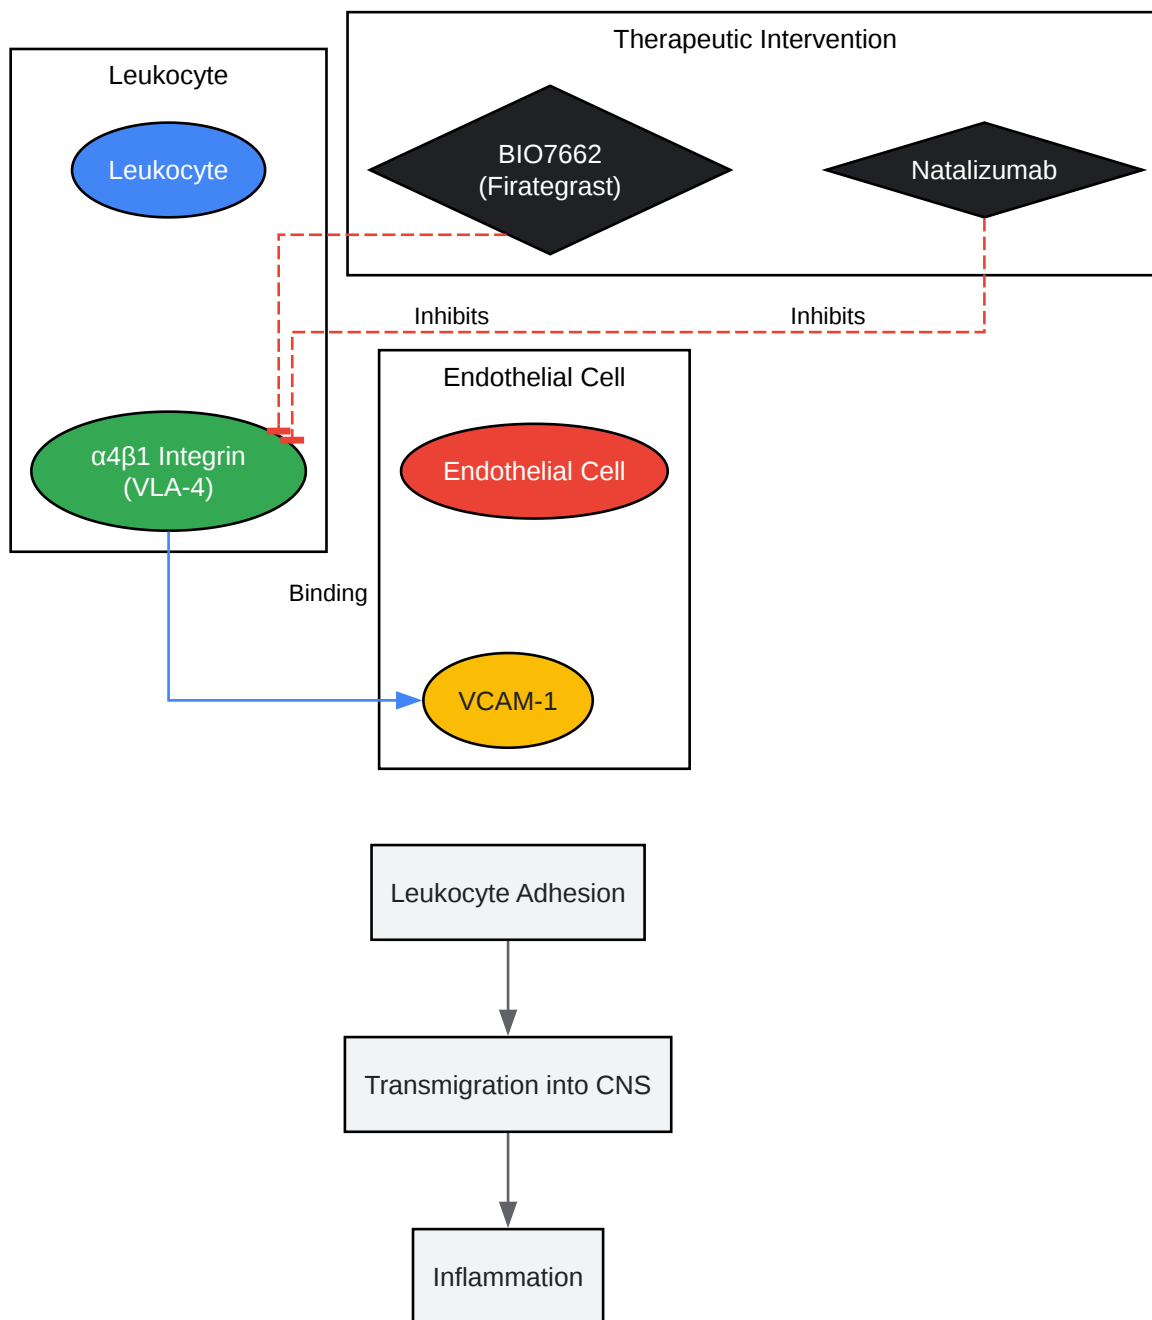 Therapeutic Intervention
Leukocyte
BIO7662
(Firategrast)
Leukocyte
Natalizumab
Inhibits
Inhibits
Endothelial Cell
α4β1 Integrin
(VLA-4)
Endothelial Cell
Binding
VCAM-1
Leukocyte Adhesion
Transmigration into CNS
Inflammation